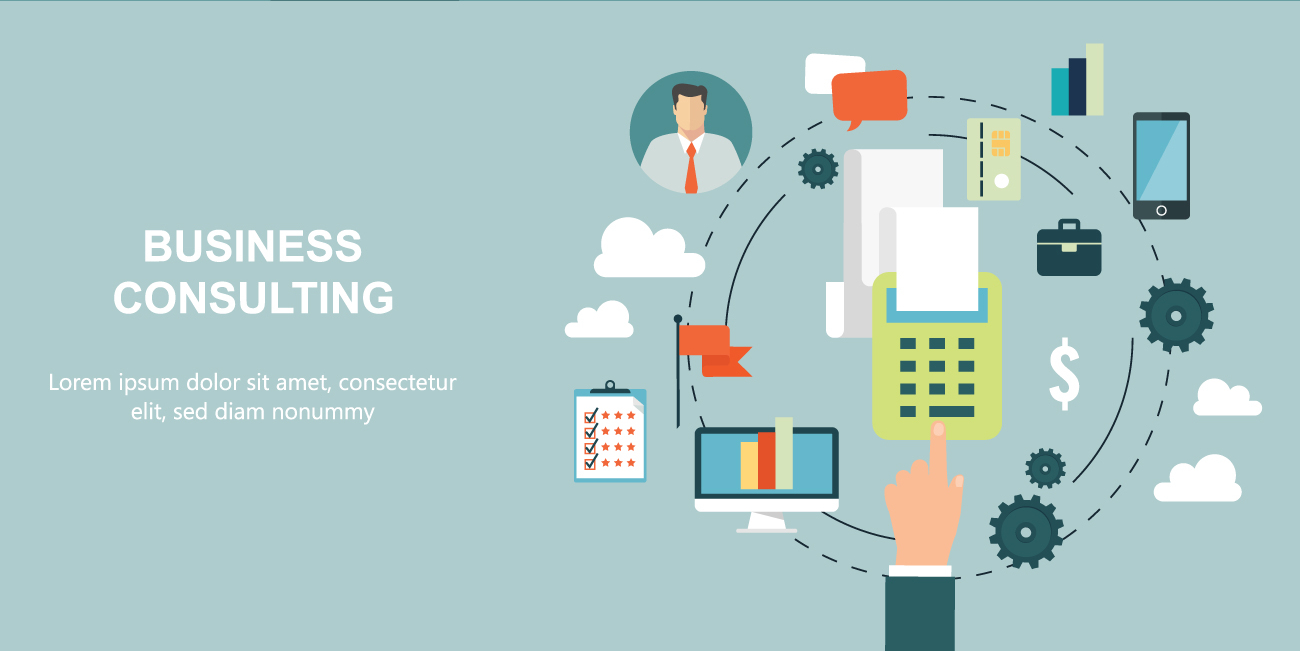 BUSINESS
CONSULTING
Lorem ipsum dolor sit amet, consectetur
elit, sed diam nonummy
$